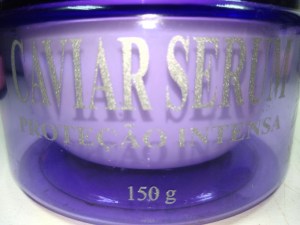 CAVIAR SERUM
PROTEÇÃO INTENSA
150 g